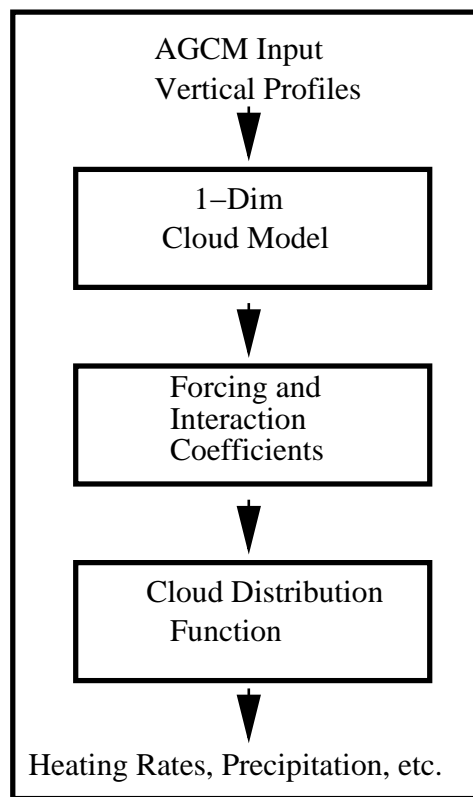 AGCM Input
Vertical Profiles
1–Dim
Cloud Model
Forcing and
Interaction
Coefficients
Cloud Distribution
Function
Heating Rates, Precipitation, etc.